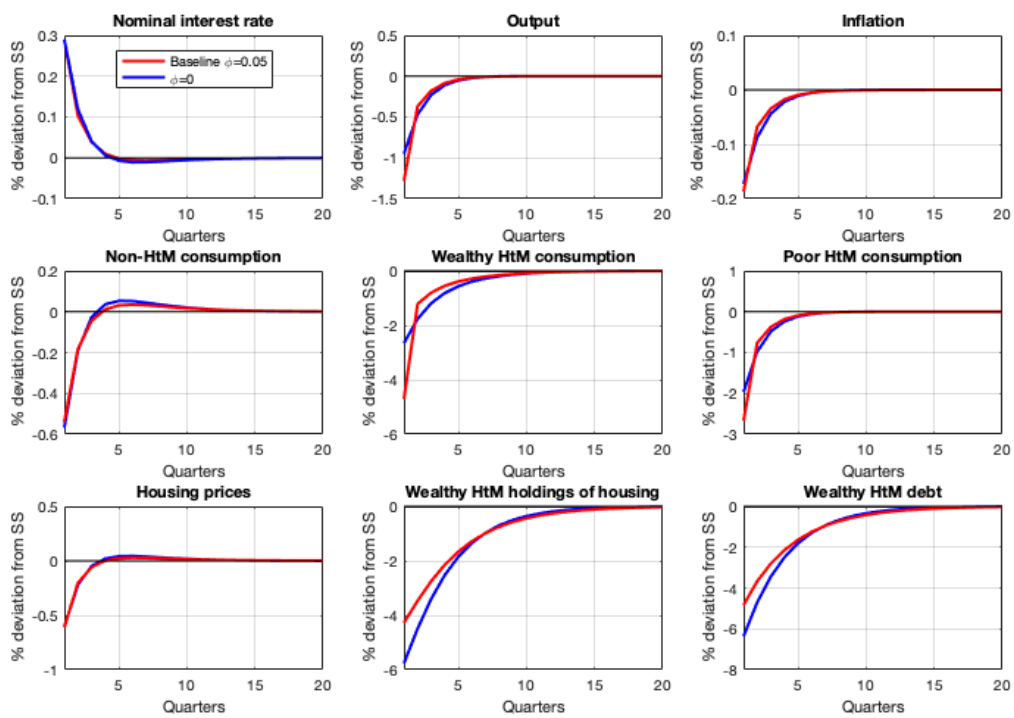 Nominal interest rate
% deviation from SS
0.3
0.2
0.1
0
-0.1
Baseline ϕ=0.05
ϕ=0
5 10 15 20
Quarters
Output
% deviation from SS
0.5
0
-0.5
-1
-1.5
5 10 15 20
Quarters
Inflation
% deviation from SS
0.1
0
-0.1
-0.2
5 10 15 20
Quarters
Non-HtM consumption
% deviation from SS
0.2
0
-0.2
-0.4
-0.6
5 10 15 20
Quarters
Wealthy HtM consumption
% deviation from SS
0
-2
-4
-6
5 10 15 20
Quarters
Poor HtM consumption
% deviation from SS
1
0
-1
-2
-3
5 10 15 20
Quarters
Housing prices
% deviation from SS
0.5
0
-0.5
-1
5 10 15 20
Quarters
Wealthy HtM holdings of housing
% deviation from SS
0
-2
-4
-6
5 10 15 20
Quarters
Wealthy HtM debt
% deviation from SS
0
-2
-4
-6
-8
5 10 15 20
Quarters